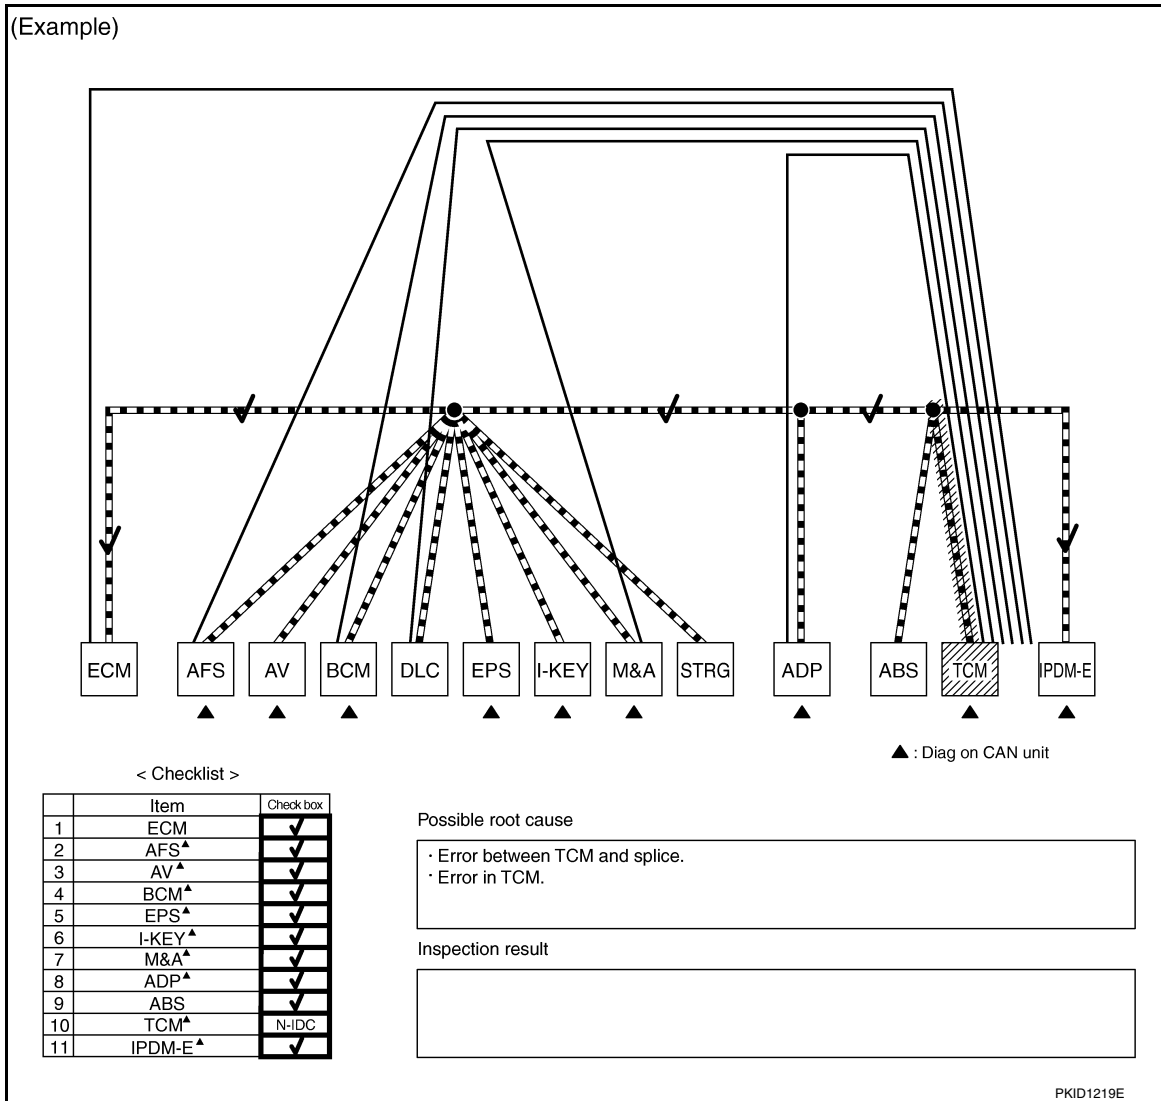 (Example)
ECM AFS AV BCM DLC EPS I-KEY M&A STRG ADP ABS TCM IPDM-E
▲ : Diag on CAN unit
< Checklist >
Item Check box
1 ECM ✓
2 AFS▲ ✓
3 AV▲ ✓
4 BCM▲ ✓
5 EPS▲ ✓
6 I-KEY▲ ✓
7 M&A▲ ✓
8 ADP▲ ✓
9 ABS ✓
10 TCM▲ N-IDC
11 IPDM-E▲ ✓
Possible root cause
· Error between TCM and splice.
· Error in TCM.
Inspection result
PKID1219E